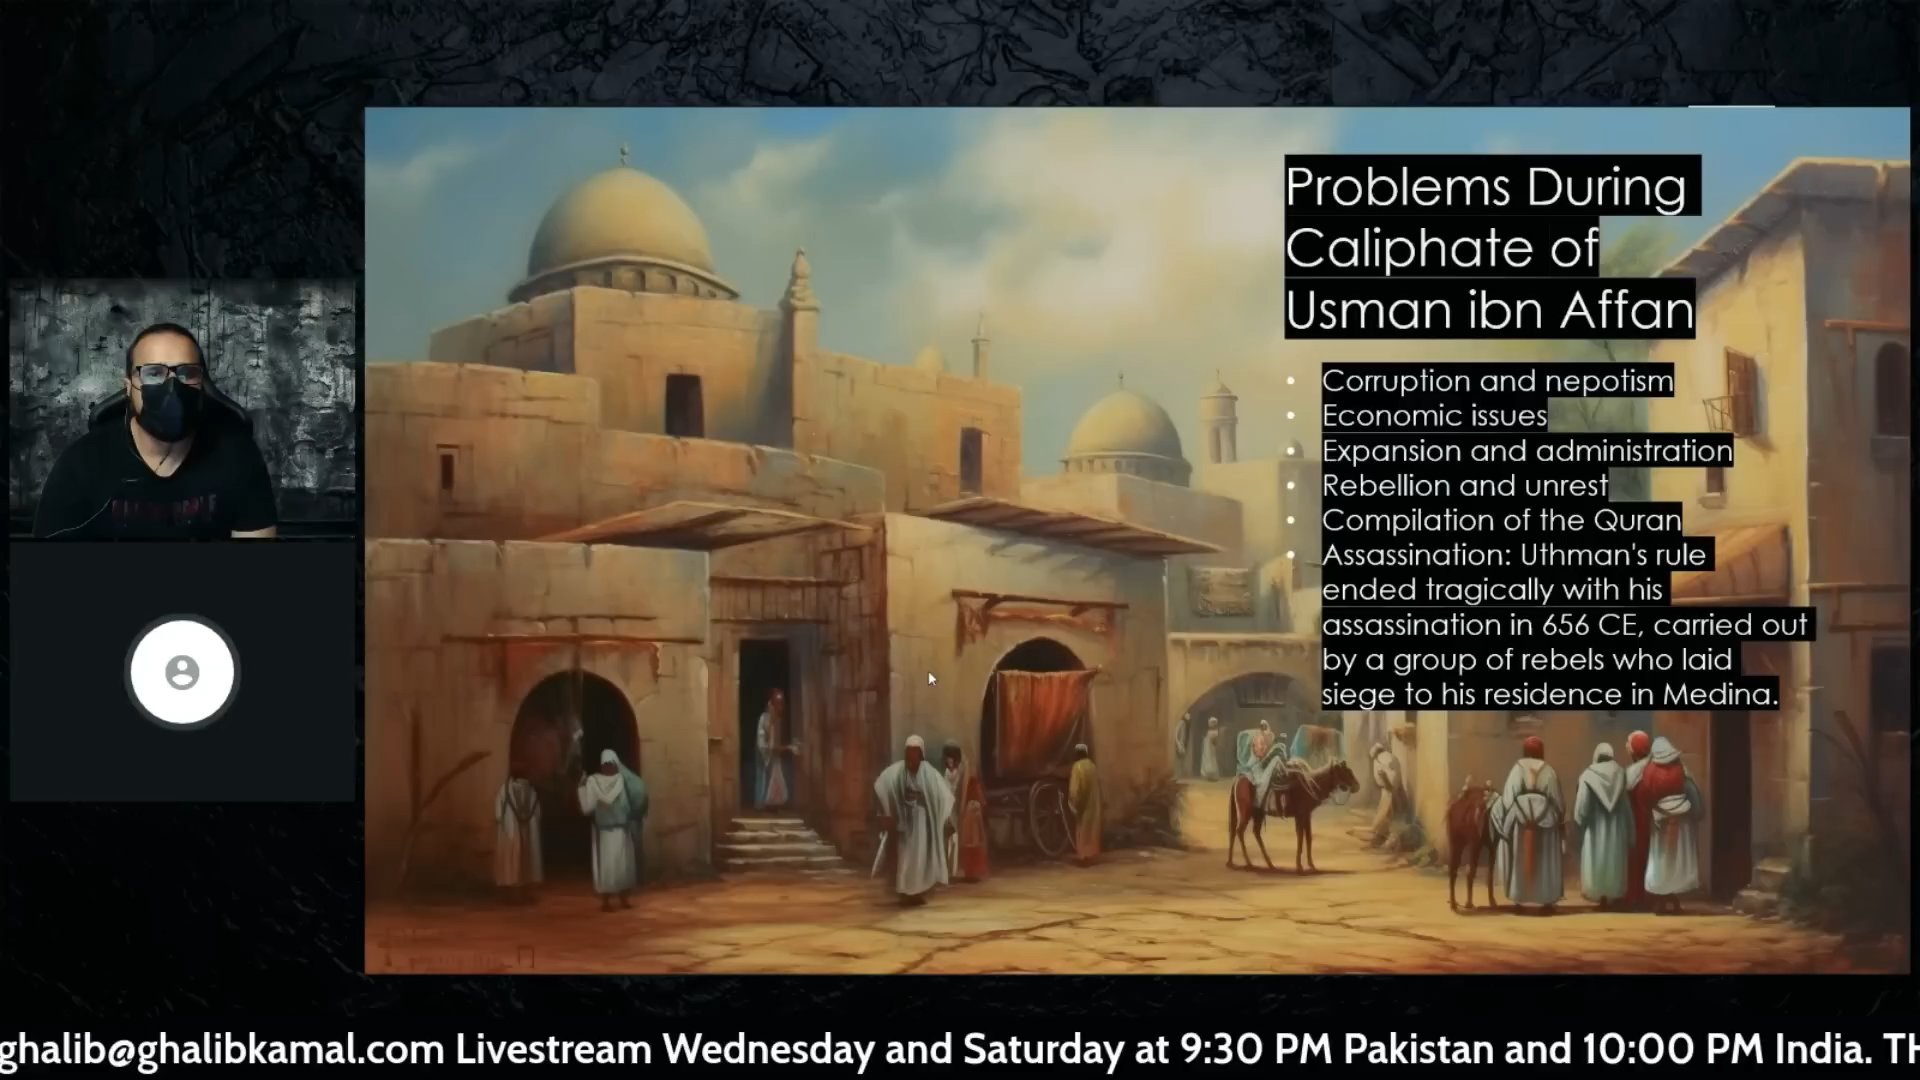 Problems During
Caliphate of
Usman ibn Affan
• Corruption and nepotism
• Economic issues
• Expansion and administration
• Rebellion and unrest
• Compilation of the Quran
• Assassination: Uthman's rule
ended tragically with his
assassination in 656 CE, carried out
by a group of rebels who laid
siege to his residence in Medina.
ghalib@ghalibkamal.com Livestream Wednesday and Saturday at 9:30 PM Pakistan and 10:00 PM India. TH